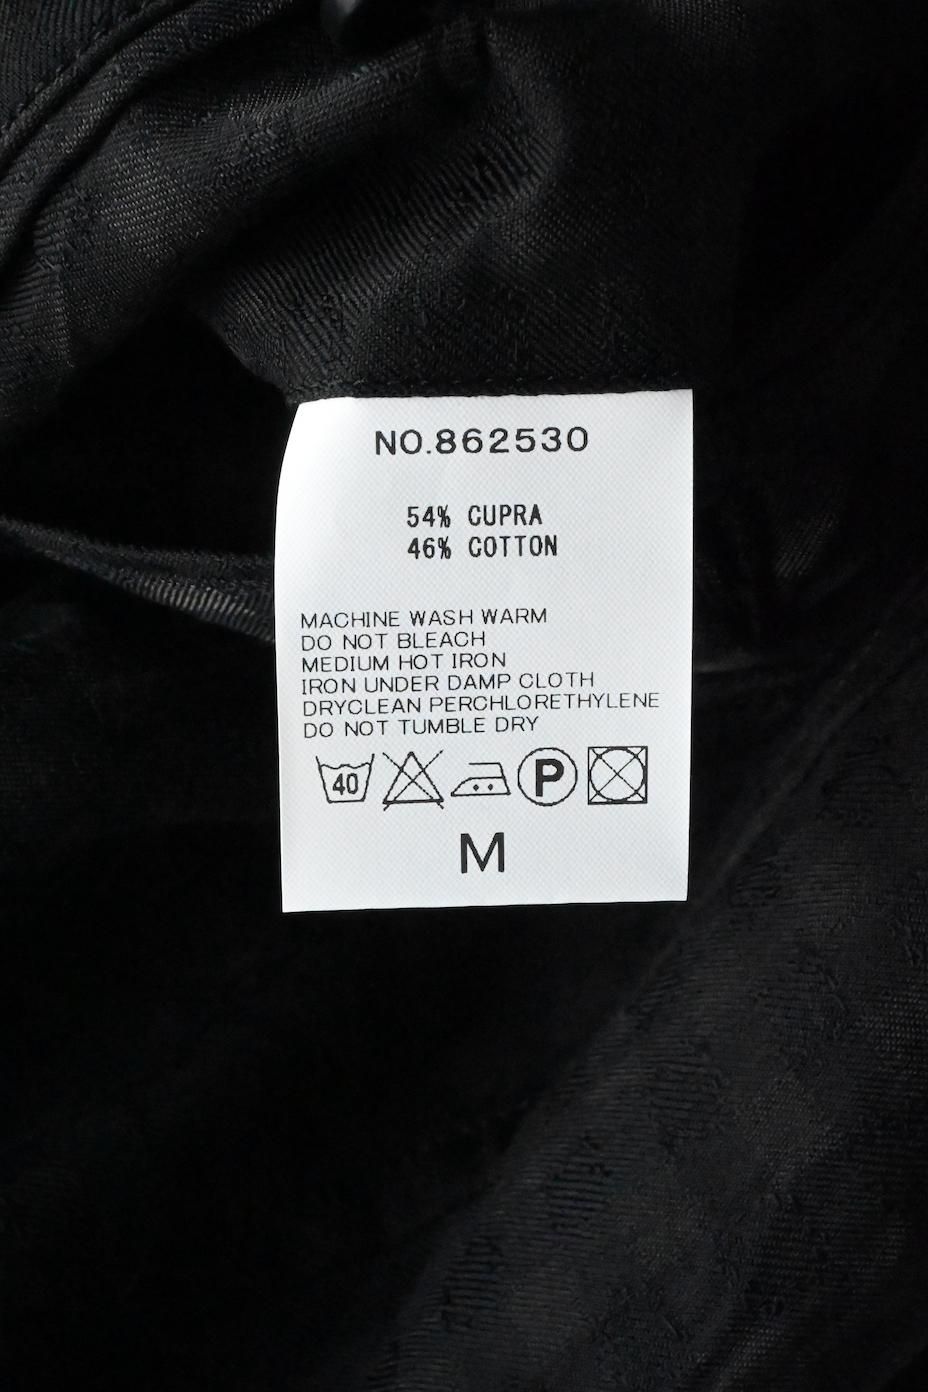 NO.862530
54% CUPRA
46% COTTON
MACHINE WASH WARM
DO NOT BLEACH
MEDIUM HOT IRON
IRON UNDER DAMP CLOTH
DRYCLEAN PERCHLORETHYLENE
DO NOT TUMBLE DRY
40 P
M